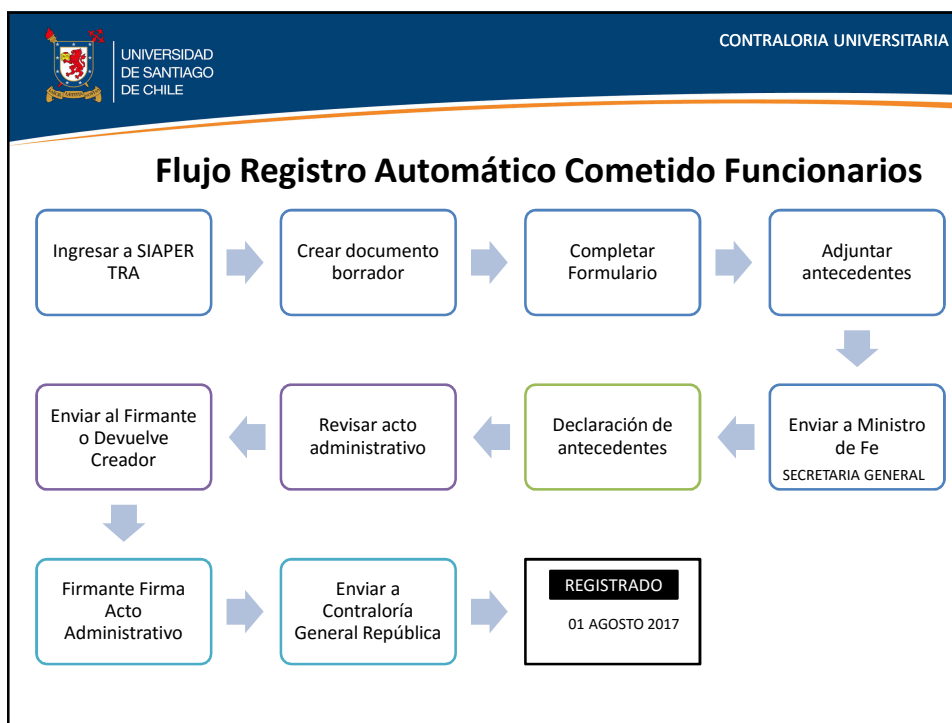 UNIVERSIDAD
DE SANTIAGO
DE CHILE
CONTRALORIA UNIVERSITARIA
Flujo Registro Automático Cometido Funcionarios
Ingresar a SIAPER
TRA
Crear documento
borrador
Completar
Formulario
Adjuntar
antecedentes
Enviar a Ministro
de Fe
SECRETARIA GENERAL
Declaración de
antecedentes
Revisar acto
administrativo
Enviar al Firmante
o Devuelve
Creador
Firmante Firma
Acto
Administrativo
Enviar a
Contraloría
General República
REGISTRADO
01 AGOSTO 2017